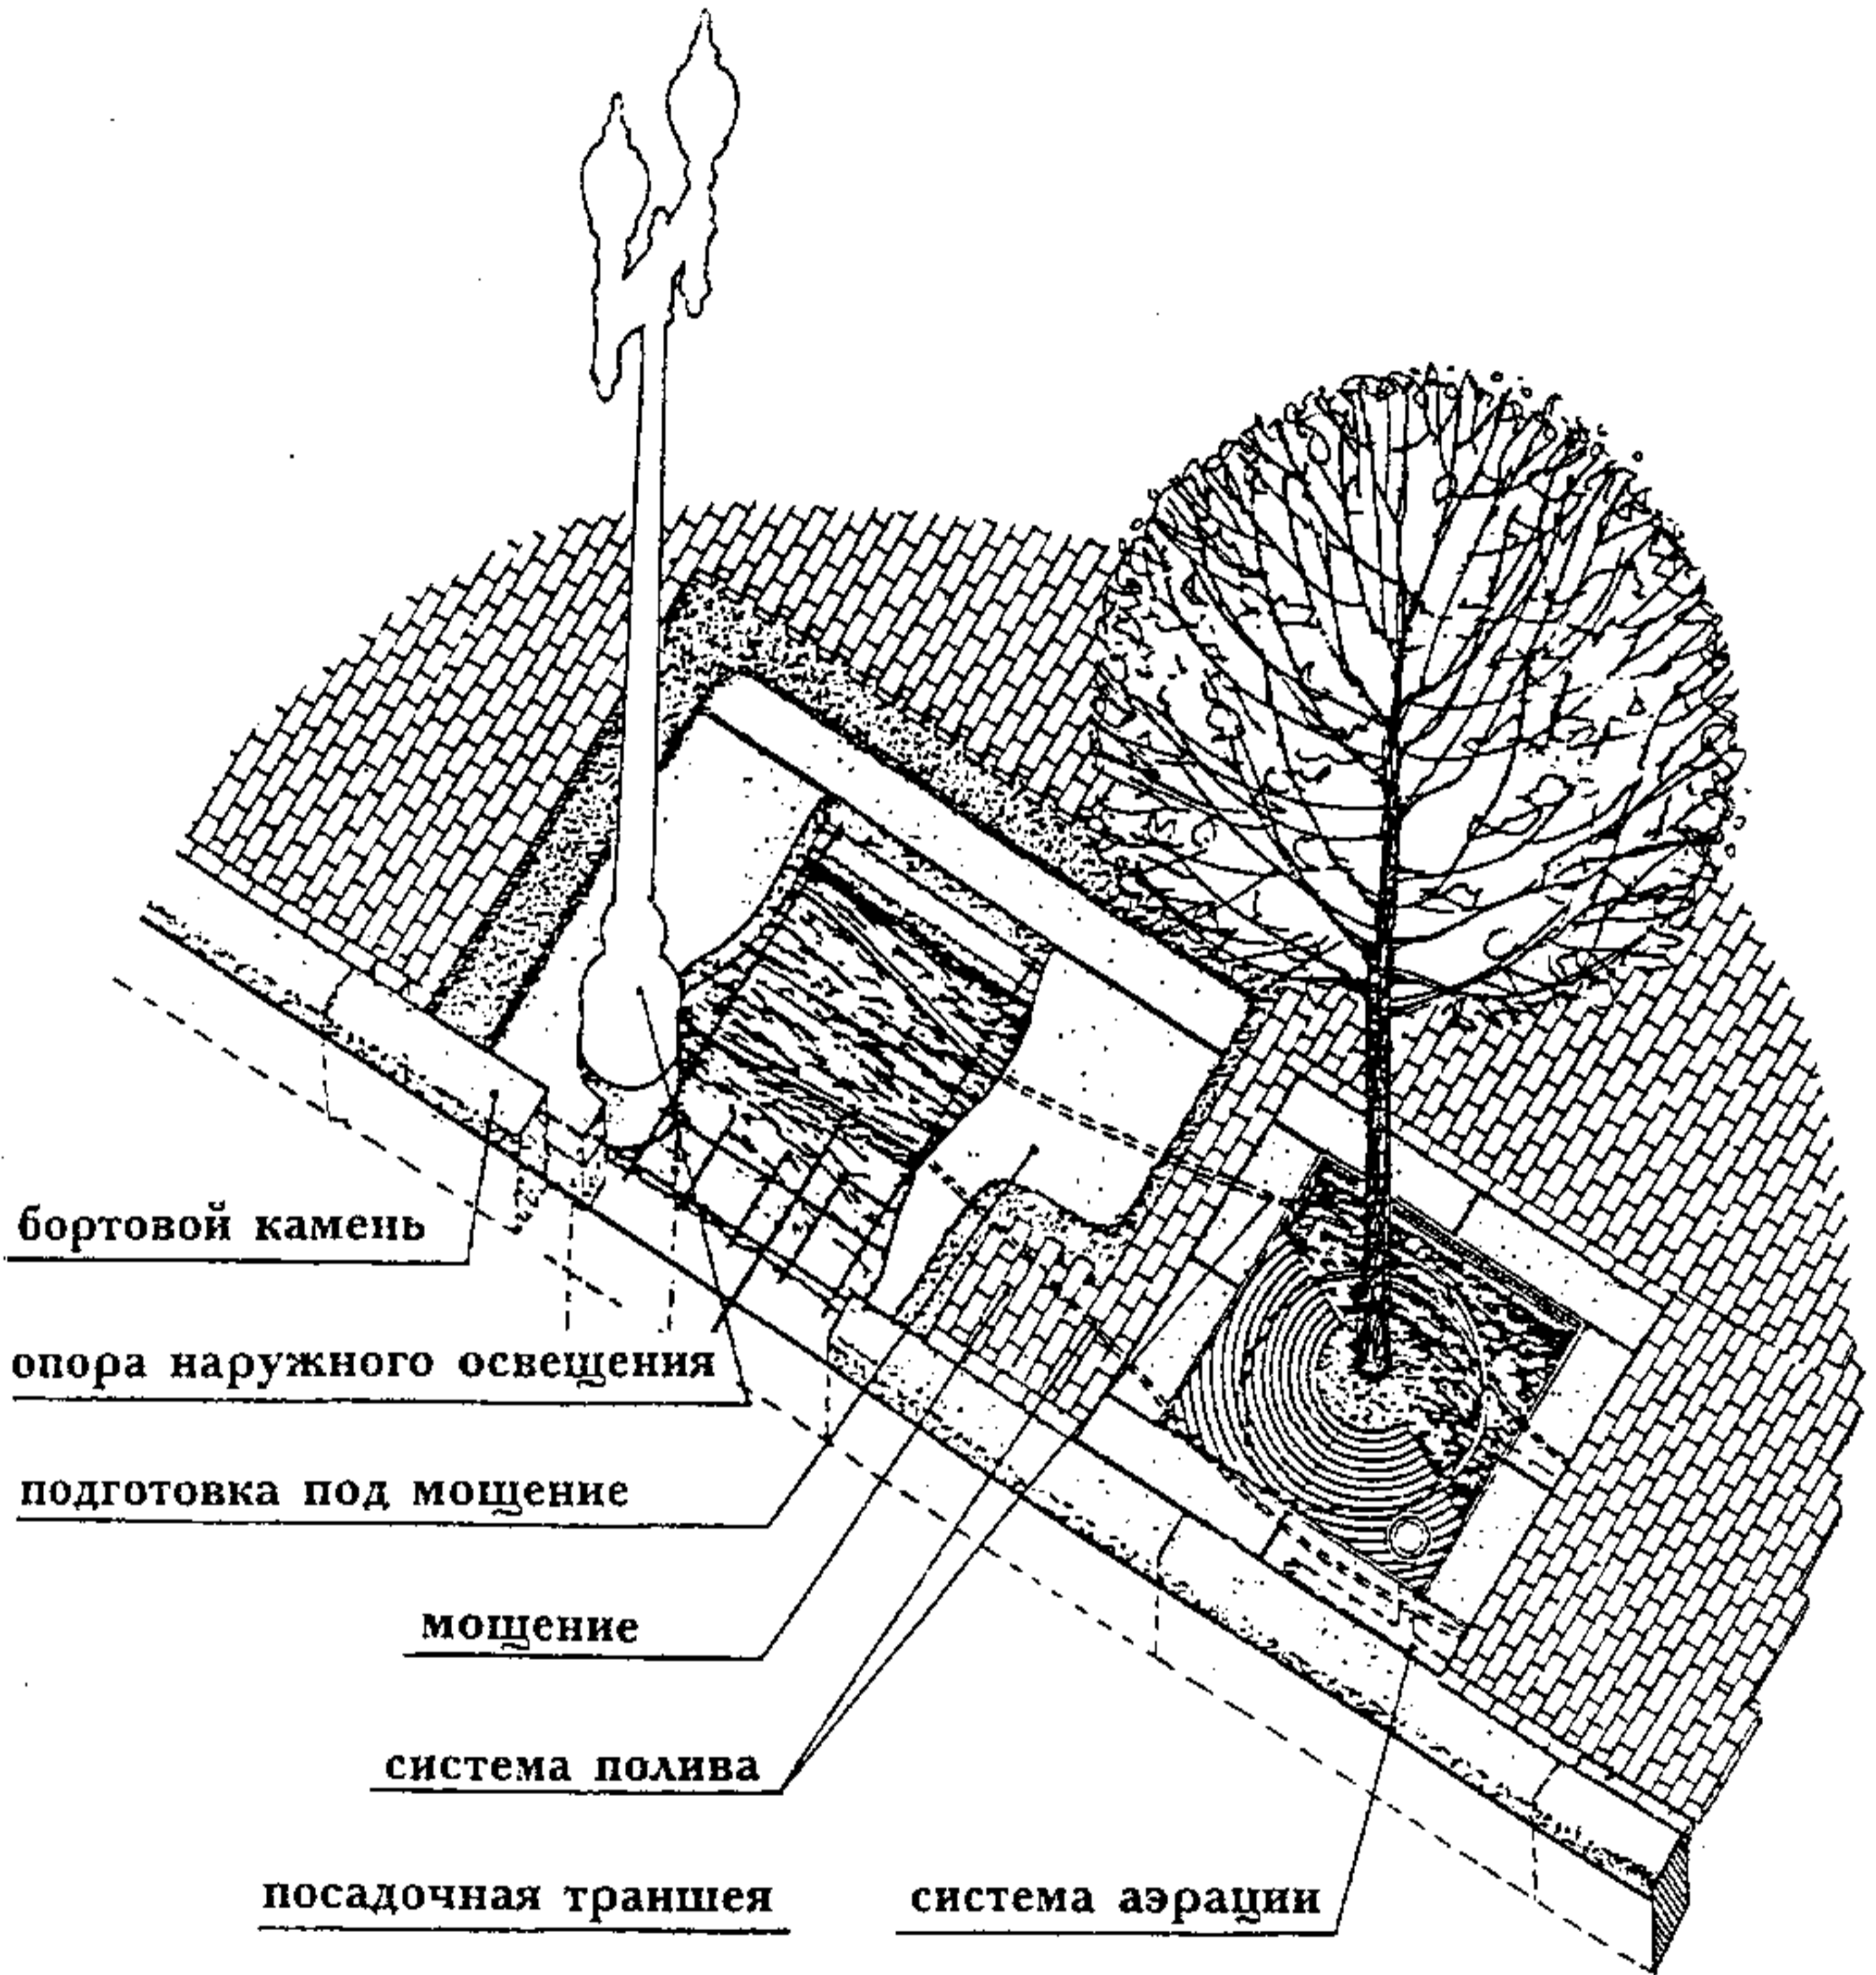 бортовой камень
опора наружного освещения
подготовка под мощение
мощение
система полива
посадочная траншея
система аэрации